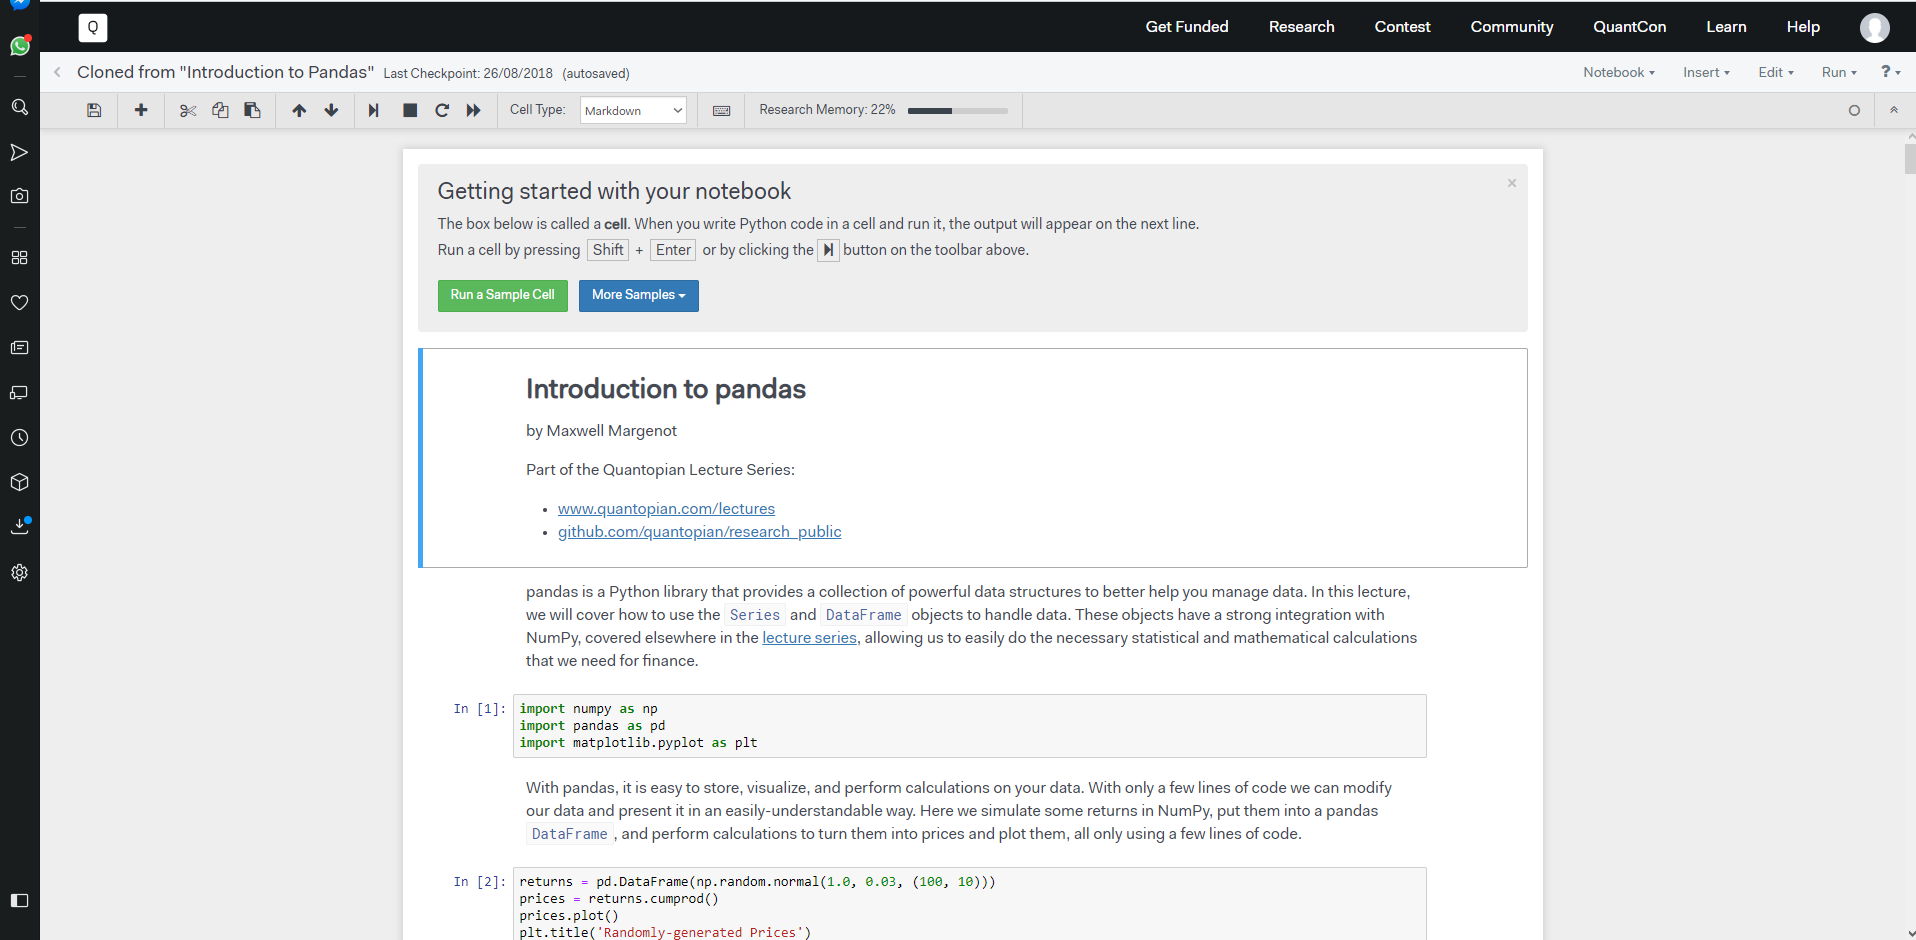 Q
Get Funded Research Contest Community QuantCon Learn Help
Cloned from "Introduction to Pandas" Last Checkpoint: 26/08/2018 (autosaved)
Notebook Insert Edit Run ?
Cell Type: Markdown Research Memory: 22%
Getting started with your notebook
The box below is called a cell. When you write Python code in a cell and run it, the output will appear on the next line.
Run a cell by pressing Shift + Enter or by clicking the button on the toolbar above.
Run a Sample Cell More Samples
Introduction to pandas
by Maxwell Margenot
Part of the Quantopian Lecture Series:
• www.quantopian.com/lectures
• github.com/quantopian/research_public
pandas is a Python library that provides a collection of powerful data structures to better help you manage data. In this lecture,
we will cover how to use the Series and DataFrame objects to handle data. These objects have a strong integration with
NumPy, covered elsewhere in the lecture series, allowing us to easily do the necessary statistical and mathematical calculations
that we need for finance.
In [1]: import numpy as np
import pandas as pd
import matplotlib.pyplot as plt
With pandas, it is easy to store, visualize, and perform calculations on your data. With only a few lines of code we can modify
our data and present it in an easily-understandable way. Here we simulate some returns in NumPy, put them into a pandas
DataFrame , and perform calculations to turn them into prices and plot them, all only using a few lines of code.
In [2]: returns = pd.DataFrame(np.random.normal(1.0, 0.03, (100, 10)))
prices = returns.cumprod()
prices.plot()
plt.title('Randomly-generated Prices')